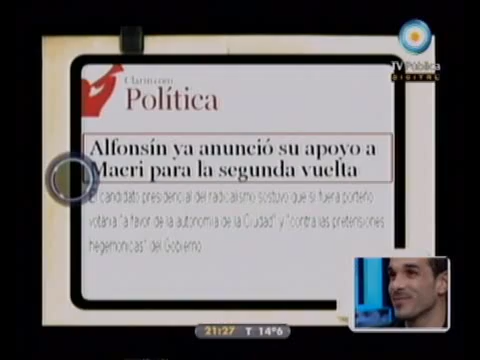 TV Pública
DIGITAL
Clarin.com
Política
Alfonsín ya anunció su apoyo a
Macri para la segunda vuelta
El candidato presidencial del radicalismo sostuvo que si fuera porteño
votaría "a favor de la autonomía de la Ciudad" y "contra las pretensiones
hegemónicas" del Gobierno
21:27 T 14°6